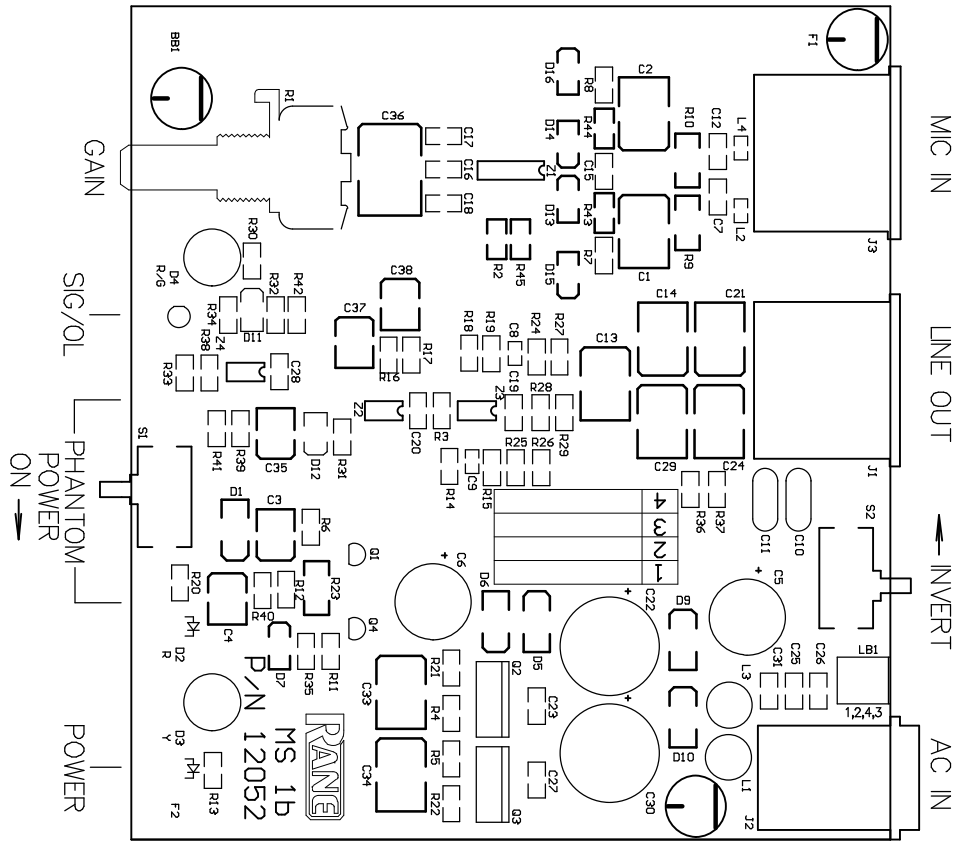 BB1
F1
MIC IN
D16
R8
C2
R1
C36
C17
D14
R44
R10
C12
L4
GAIN
C16
Z1
C15
C18
D13
R43
C7
L2
R9
J3
R2
R45
D15
R7
C1
R30
D4
R/G
C38
SIG/OL
R34
R32
R42
D11
C37
C14
C21
R38
Z4
R33
C28
R16
R17
R18
R19
C8
R24
R27
C13
C19
LINE OUT
Z2
C20
R3
Z3
R28
R29
S1
R41
R39
C35
D12
R31
R14
C9
R15
R25
R26
C29
C24
J1
PHANTOM
POWER
ON
D1
C3
R6
Q1
4
3
2
1
R36
R37
C11
C10
S2
INVERT
R20
C4
R40
R12
R23
+
C6
D6
D5
+
C22
D9
+
C5
Q4
D2
R
D7
R35
R11
R21
Q2
C33
R4
C23
L3
C31
C25
C26
LB1
1,2,4,3
POWER
D3
Y
R13
F2
P/N 12052
MS 1b
RANE
C34
R5
R22
Q3
C27
+
C30
D10
L1
J2
AC IN